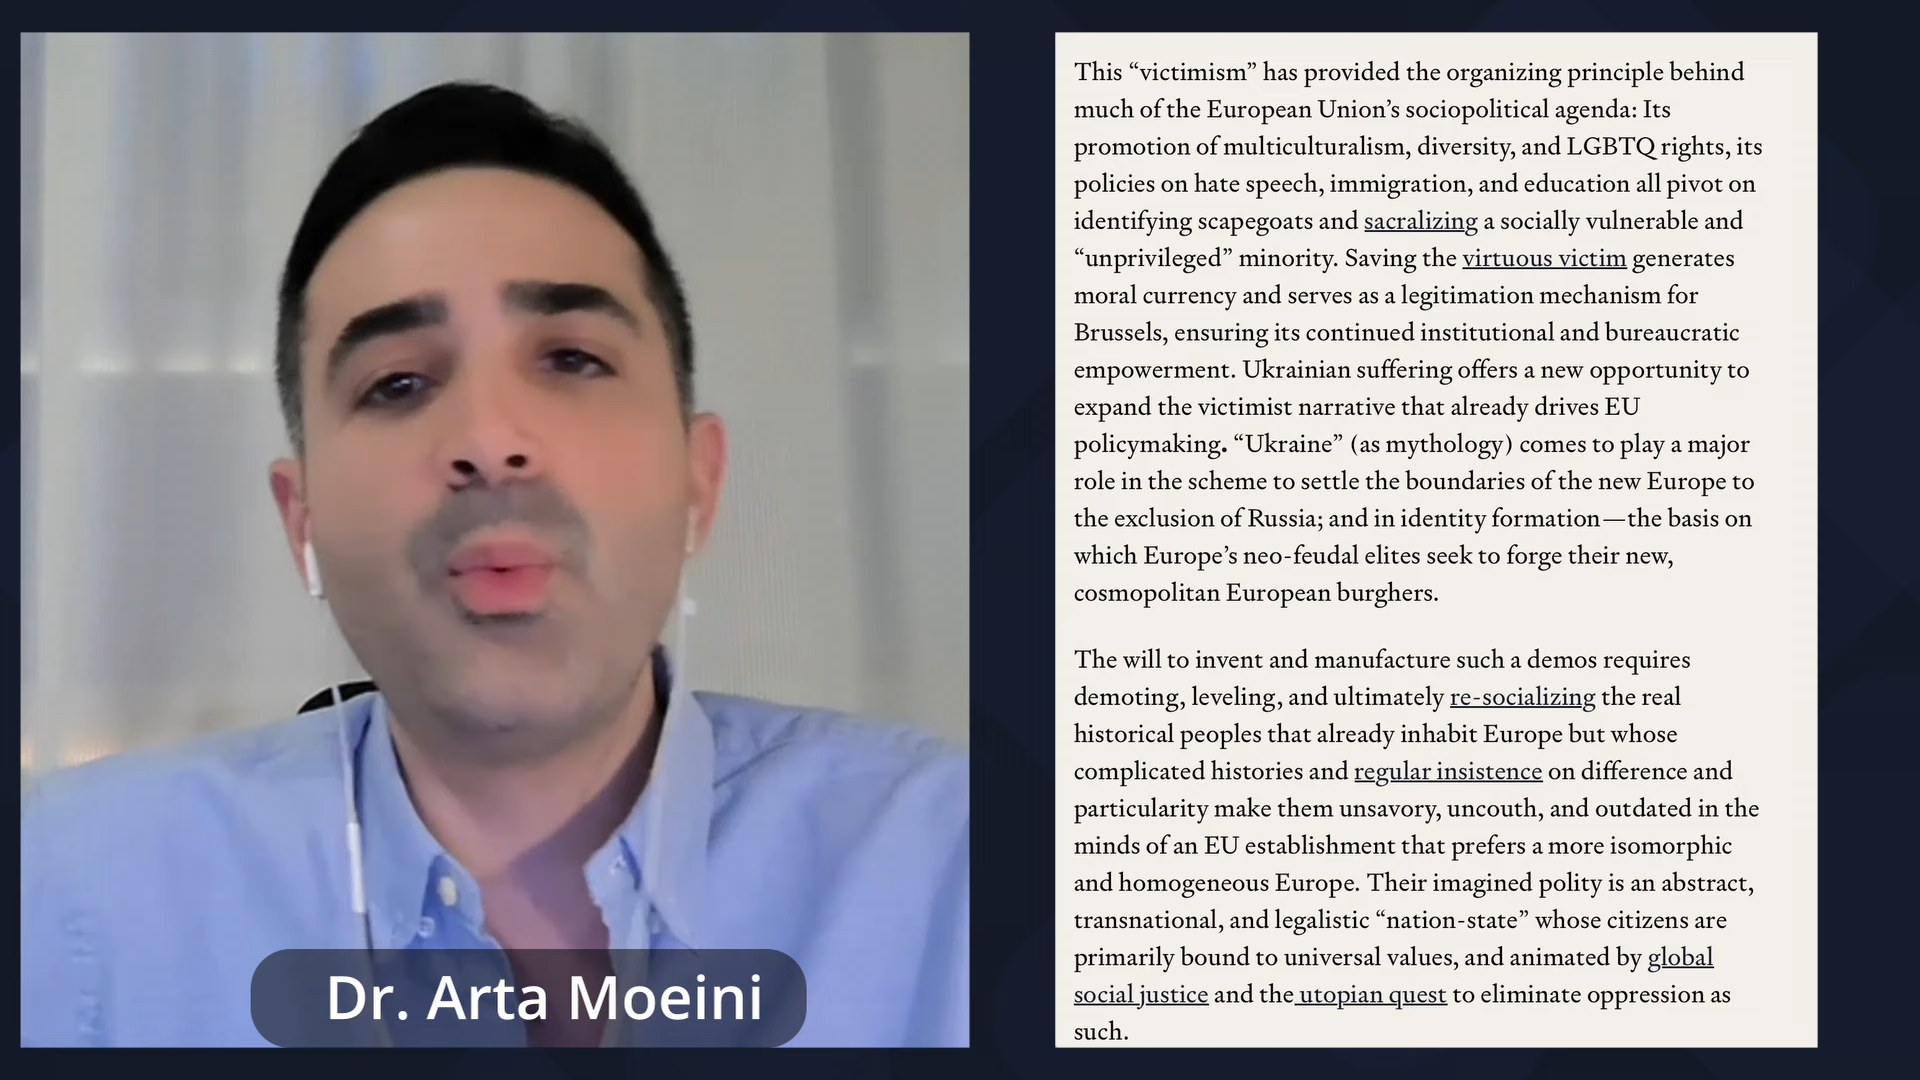 Dr. Arta Moeini
This “victimism” has provided the organizing principle behind
much of the European Union’s sociopolitical agenda: Its
promotion of multiculturalism, diversity, and LGBTQ rights, its
policies on hate speech, immigration, and education all pivot on
identifying scapegoats and sacralizing a socially vulnerable and
“unprivileged” minority. Saving the virtuous victim generates
moral currency and serves as a legitimation mechanism for
Brussels, ensuring its continued institutional and bureaucratic
empowerment. Ukrainian suffering offers a new opportunity to
expand the victimist narrative that already drives EU
policymaking. “Ukraine” (as mythology) comes to play a major
role in the scheme to settle the boundaries of the new Europe to
the exclusion of Russia; and in identity formation—the basis on
which Europe’s neo-feudal elites seek to forge their new,
cosmopolitan European burghers.
The will to invent and manufacture such a demos requires
demoting, leveling, and ultimately re-socializing the real
historical peoples that already inhabit Europe but whose
complicated histories and regular insistence on difference and
particularity make them unsavory, uncouth, and outdated in the
minds of an EU establishment that prefers a more isomorphic
and homogeneous Europe. Their imagined polity is an abstract,
transnational, and legalistic “nation-state” whose citizens are
primarily bound to universal values, and animated by global
social justice and the utopian quest to eliminate oppression as
such.